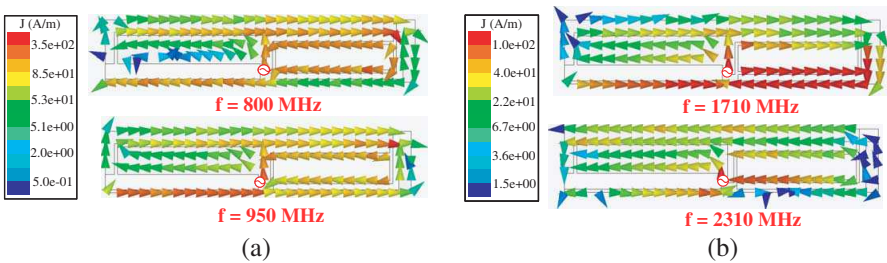 J (A/m)
3.5e+02
8.5e+01
5.3e+01
5.1e+00
2.0e+00
5.0e-01
f = 800 MHz
f = 950 MHz
(a)
J (A/m)
1.0e+02
4.0e+01
2.2e+01
6.7e+00
3.6e+00
1.5e+00
f = 1710 MHz
f = 2310 MHz
(b)